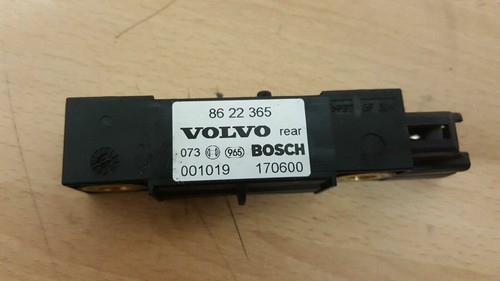 86 22 365
VOLVO rear
073 965 BOSCH
001019 170600